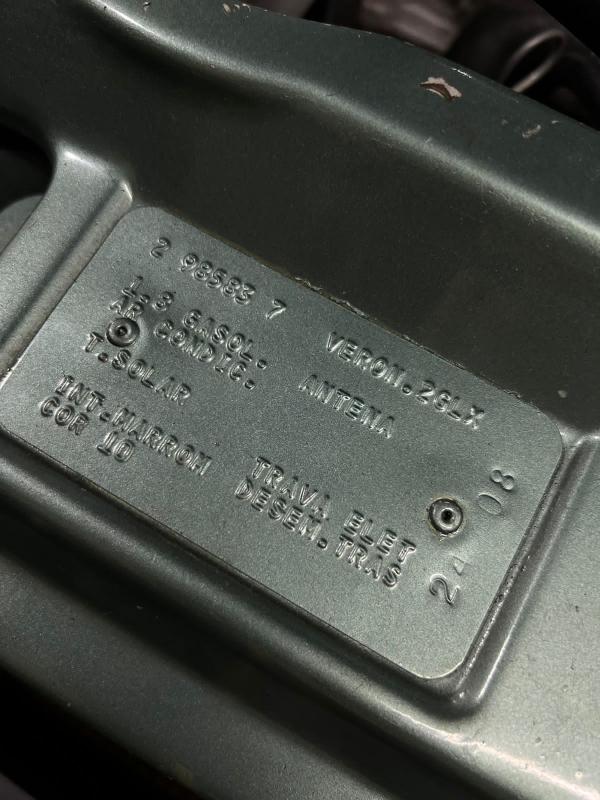 2 98583 7 VERON.2GLX
1.8 GASOL.
AR CONDIC. ANTENA
T.SOLAR
INT.MARROM TRAVA ELET
COR 10 DESEM.TRAS
08